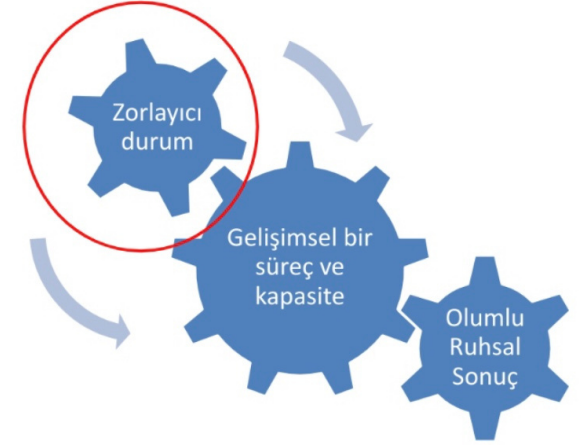 Zorlayıcı
durum
Gelişimsel bir
süreç ve
kapasite
Olumlu
Ruhsal
Sonuç